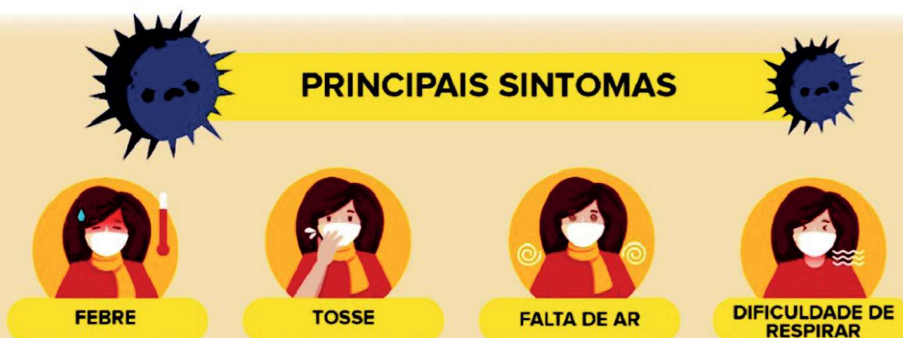 PRINCIPAIS SINTOMAS
FEBRE
TOSSE
FALTA DE AR
DIFICULDADE DE
RESPIRAR